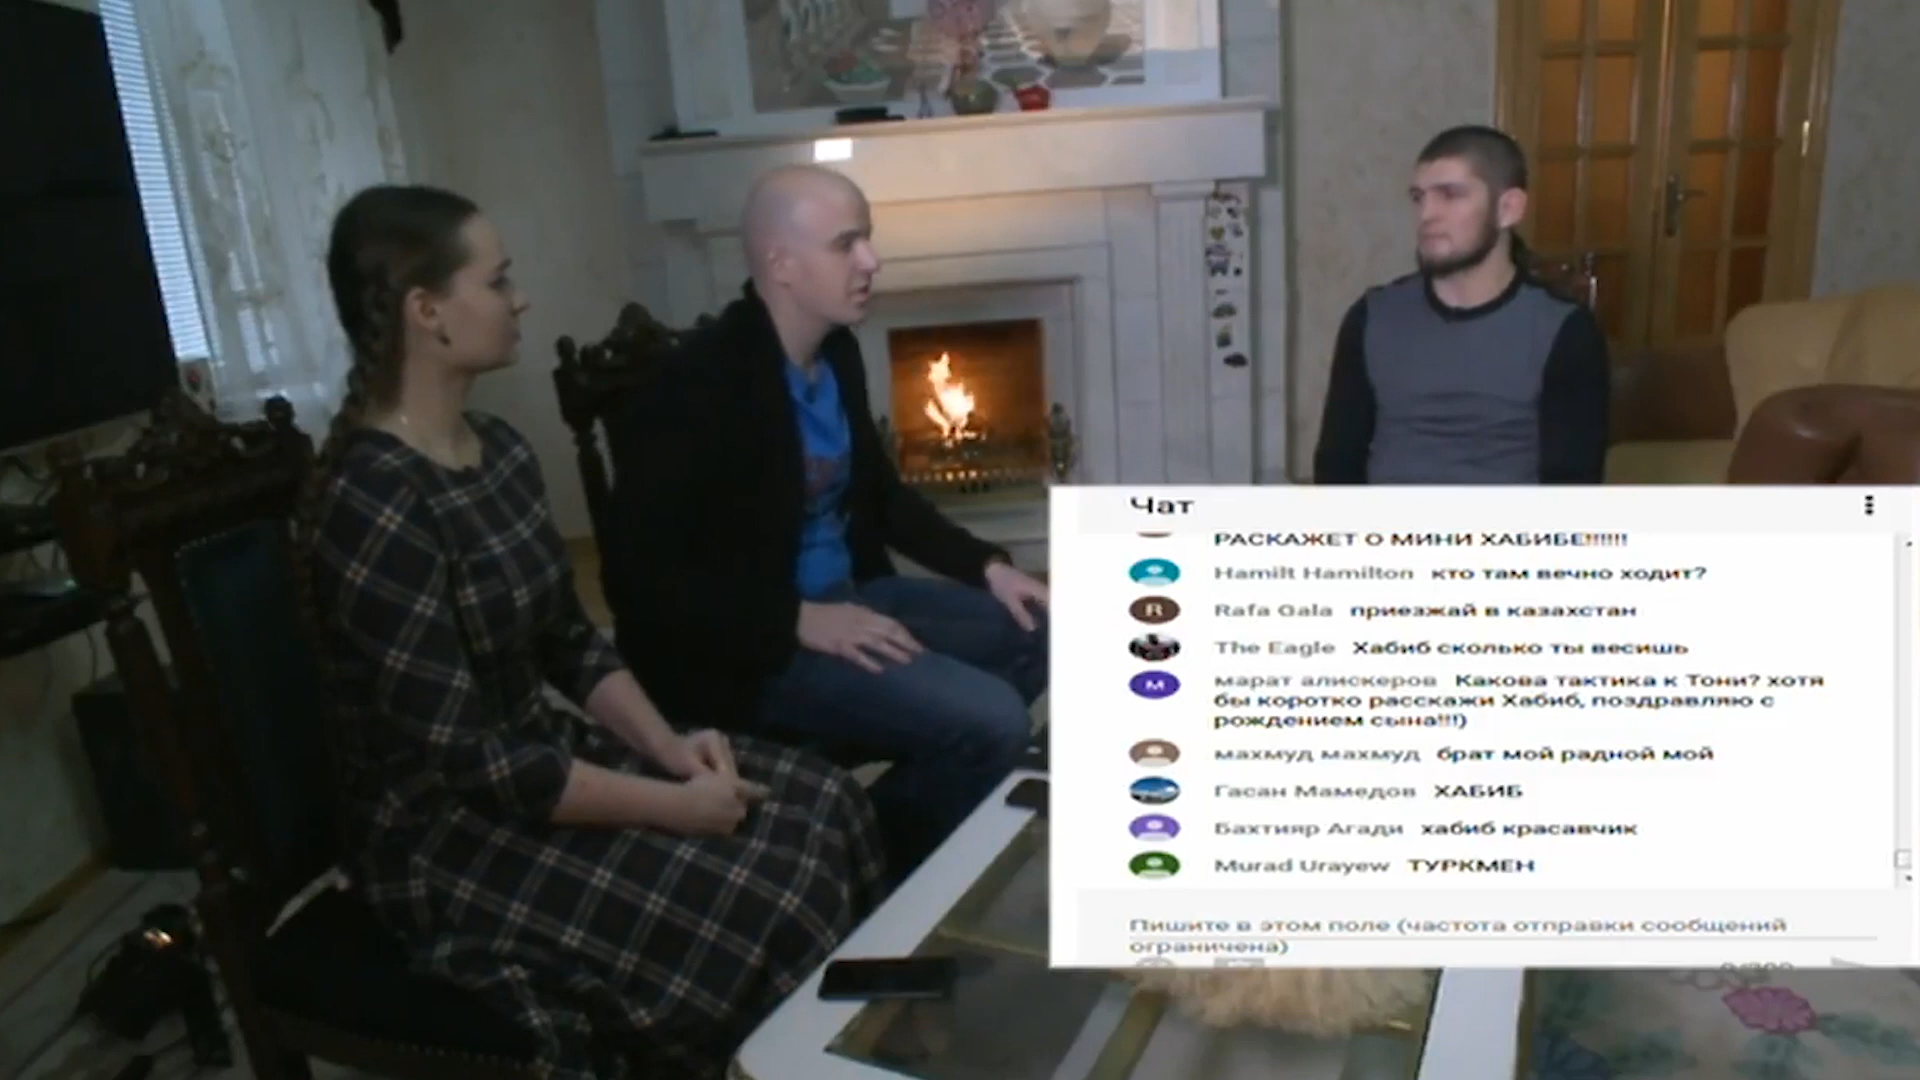 Чат
РАСКАЖЕТ О МИНИ ХАБИБЕ!!!!!!
Hamilt Hamilton кто там вечно ходит?
Rafa Gala приезжай в казахстан
The Eagle Хабиб сколько ты весишь
марат алискеров Какова тактика к Тони? хотя
бы коротко расскажи Хабиб, поздравляю с
рождением сына!!!)
махмуд махмуд брат мой радной мой
Гасан Мамедов ХАБИБ
Бахтияр Агади хабиб красавчик
Murad Urayew ТУРКМЕН
Пишите в этом поле (частота отправки сообщений
ограничена)